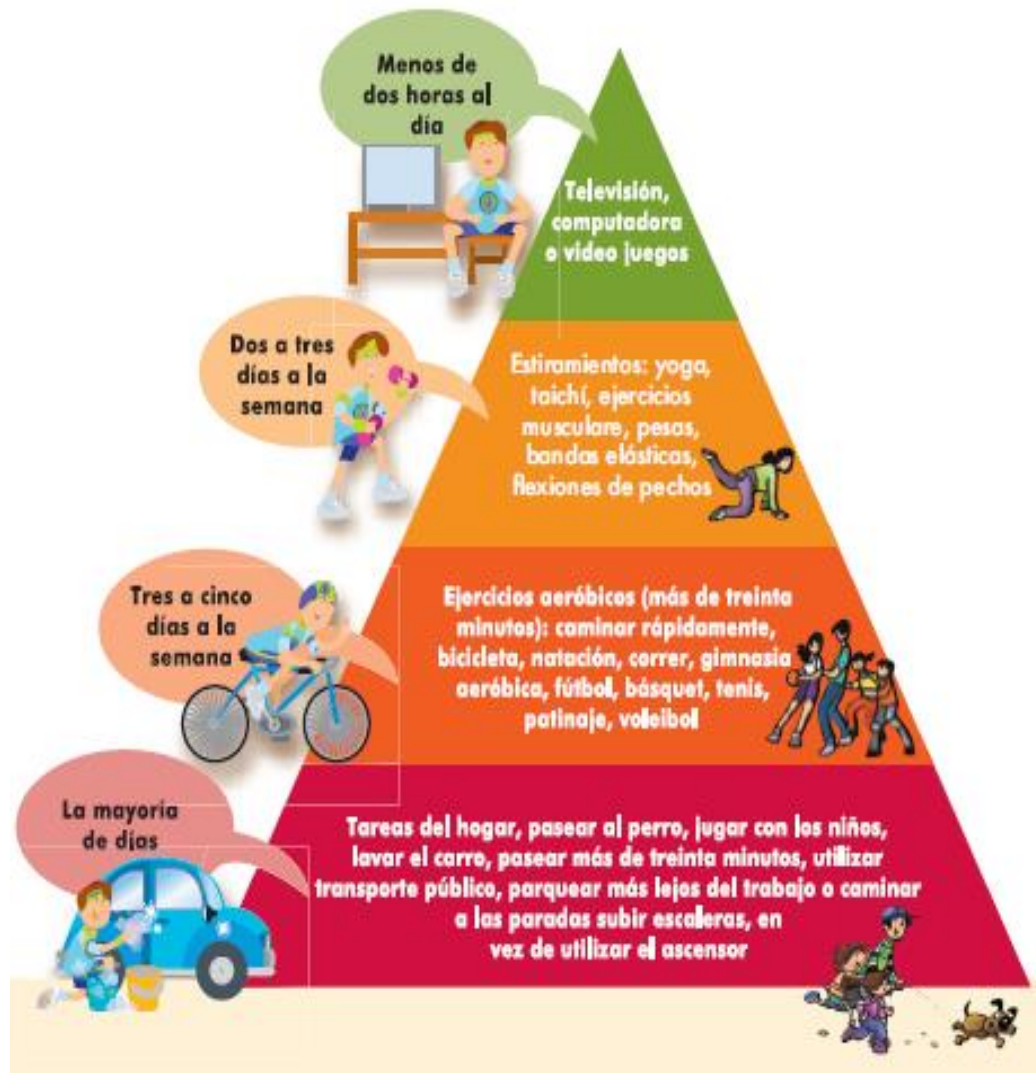 Menos de
dos horas al
día
Televisión,
computadora
o video juegos
Dos a tres
días a la
semana
Estiramientos: yoga,
taichí, ejercicios
musculare, pesas,
bandas elásticas,
flexiones de pechos
Tres a cinco
días a la
semana
Ejercicios aeróbicos (más de treinta
minutos): caminar rápidamente,
bicicleta, natación, correr, gimnasia
aeróbica, fútbol, básquet, tenis,
patinaje, voleibol
La mayoría
de días
Tareas del hogar, pasear al perro, jugar con los niños,
lavar el carro, pasear más de treinta minutos, utilizar
transporte público, parquear más lejos del trabajo o caminar
a las paradas subir escaleras, en
vez de utilizar el ascensor